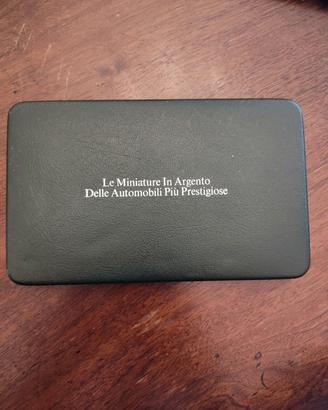 Le Miniature In Argento
Delle Automobili Più Prestigiose